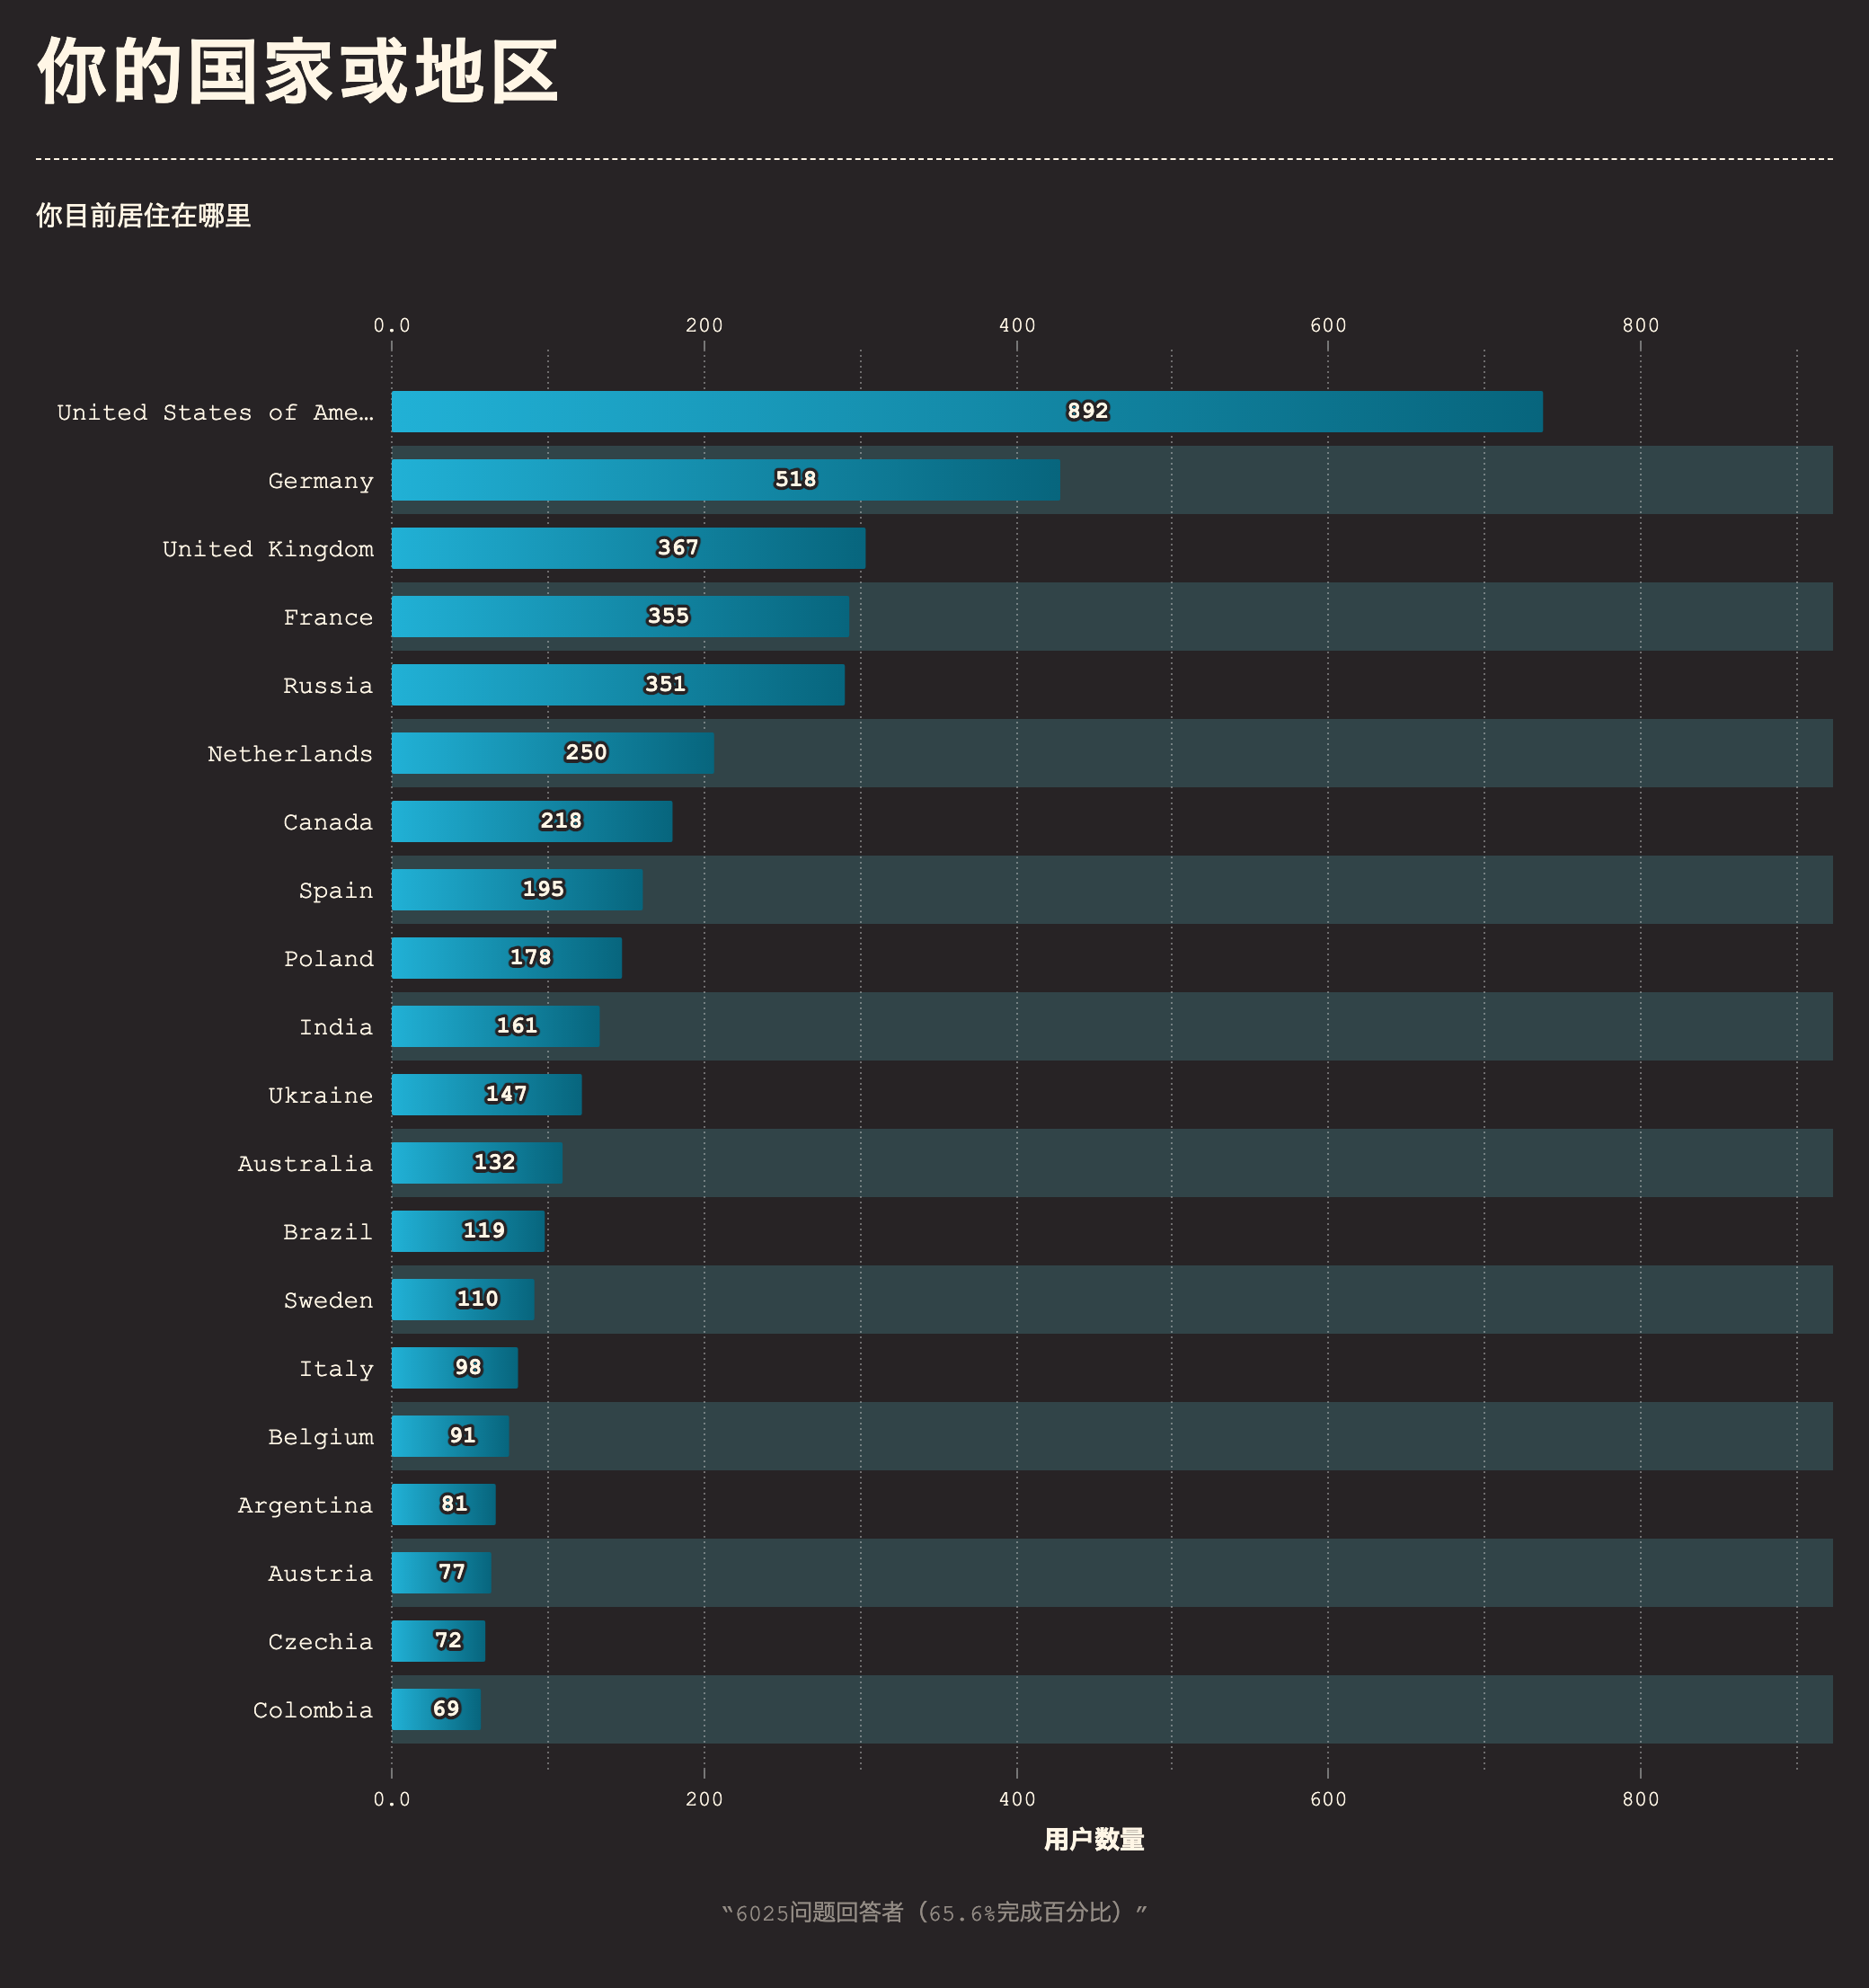 你的国家或地区
你目前居住在哪里
0.0 200 400 600 800
United States of Ame… 892
Germany 518
United Kingdom 367
France 355
Russia 351
Netherlands 250
Canada 218
Spain 195
Poland 178
India 161
Ukraine 147
Australia 132
Brazil 119
Sweden 110
Italy 98
Belgium 91
Argentina 81
Austria 77
Czechia 72
Colombia 69
0.0 200 400 600 800
用户数量
“6025问题回答者（65.6%完成百分比）”